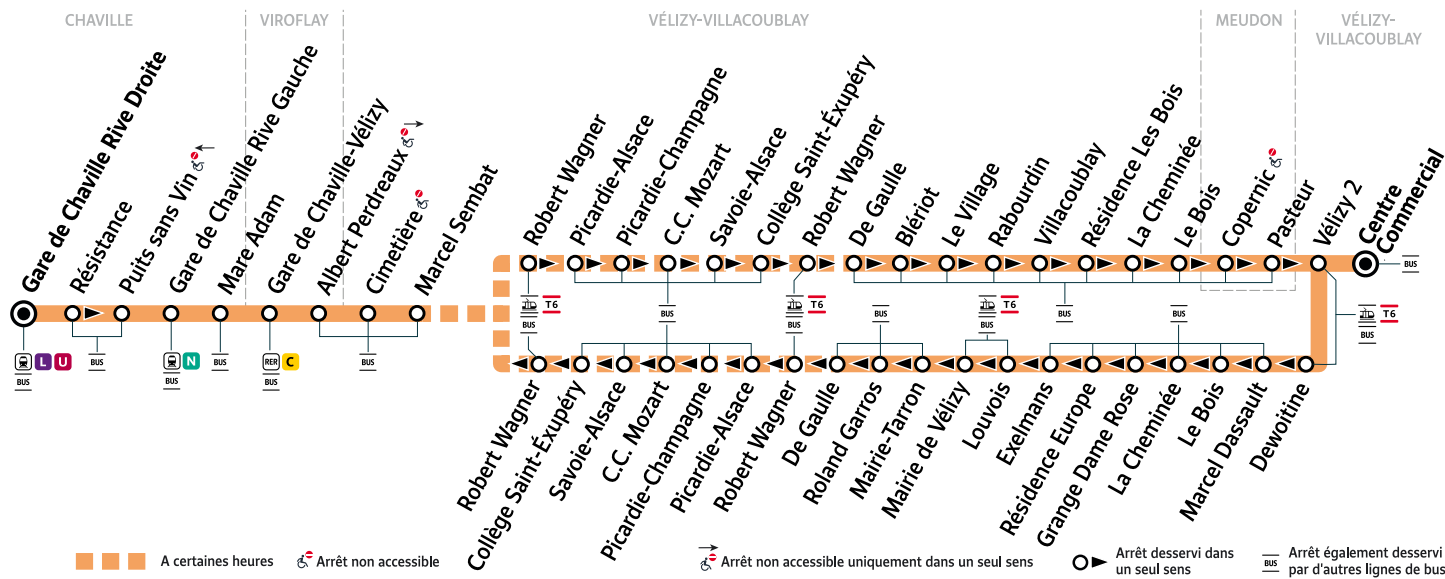 CHAVILLE
VIROFLAY
VÉLIZY-VILLACOUBLAY
MEUDON
VÉLIZY-
VILLACOUBLAY
Gare de Chaville Rive Droite
Résistance
Puits sans Vin
Gare de Chaville Rive Gauche
Mare Adam
Gare de Chaville-Vélizy
Albert Perdreaux
Cimetière
Marcel Sembat
Robert Wagner
Picardie-Alsace
Picardie-Champagne
C.C. Mozart
Savoie-Alsace
Collège Saint-Éxupéry
Robert Wagner
De Gaulle
Blériot
Le Village
Rabourdin
Villacoublay
Résidence Les Bois
La Cheminée
Le Bois
Copernic
Pasteur
Vélizy 2
Centre
Commercial
BUS
T6
BUS
BUS
T6
BUS
BUS
T6
BUS
BUS
T6
BUS
L U
BUS
BUS
N
BUS
BUS
RER C
BUS
BUS
BUS
BUS
Robert Wagner
Collège Saint-Éxupéry
Savoie-Alsace
C.C. Mozart
Picardie-Champagne
Picardie-Alsace
Robert Wagner
De Gaulle
Roland Garros
Mairie-Tarron
Mairie de Vélizy
Louvois
Exelmans
Résidence Europe
Grange Dame Rose
La Cheminée
Le Bois
Marcel Dassault
Dewoitine
A certaines heures
Arrêt non accessible
Arrêt non accessible uniquement dans un seul sens
Arrêt desservi dans
un seul sens
BUS
Arrêt également desservi
par d'autres lignes de bus